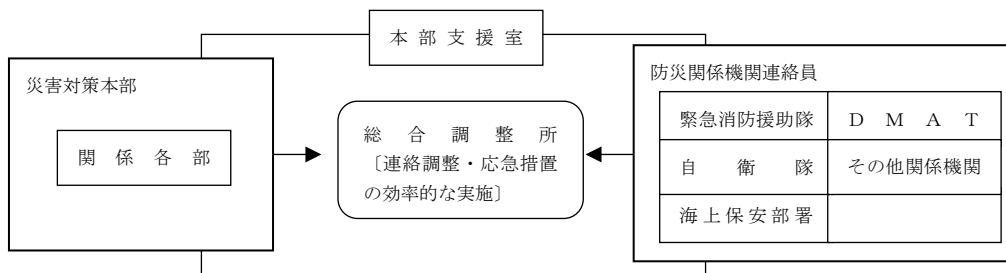 本部支援室
災害対策本部
関係各部
総合調整所
〔連絡調整・応急措置
の効率的な実施〕
防災関係機関連絡員
緊急消防援助隊 DMAT
自衛隊 その他関係機関
海上保安部署